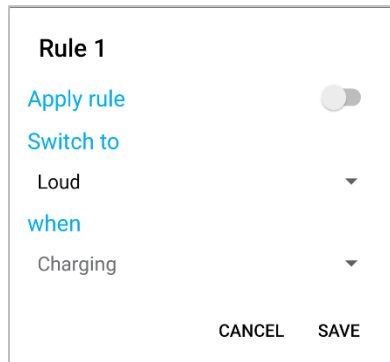 Rule 1
Apply rule
Switch to
Loud
when
Charging
CANCEL SAVE